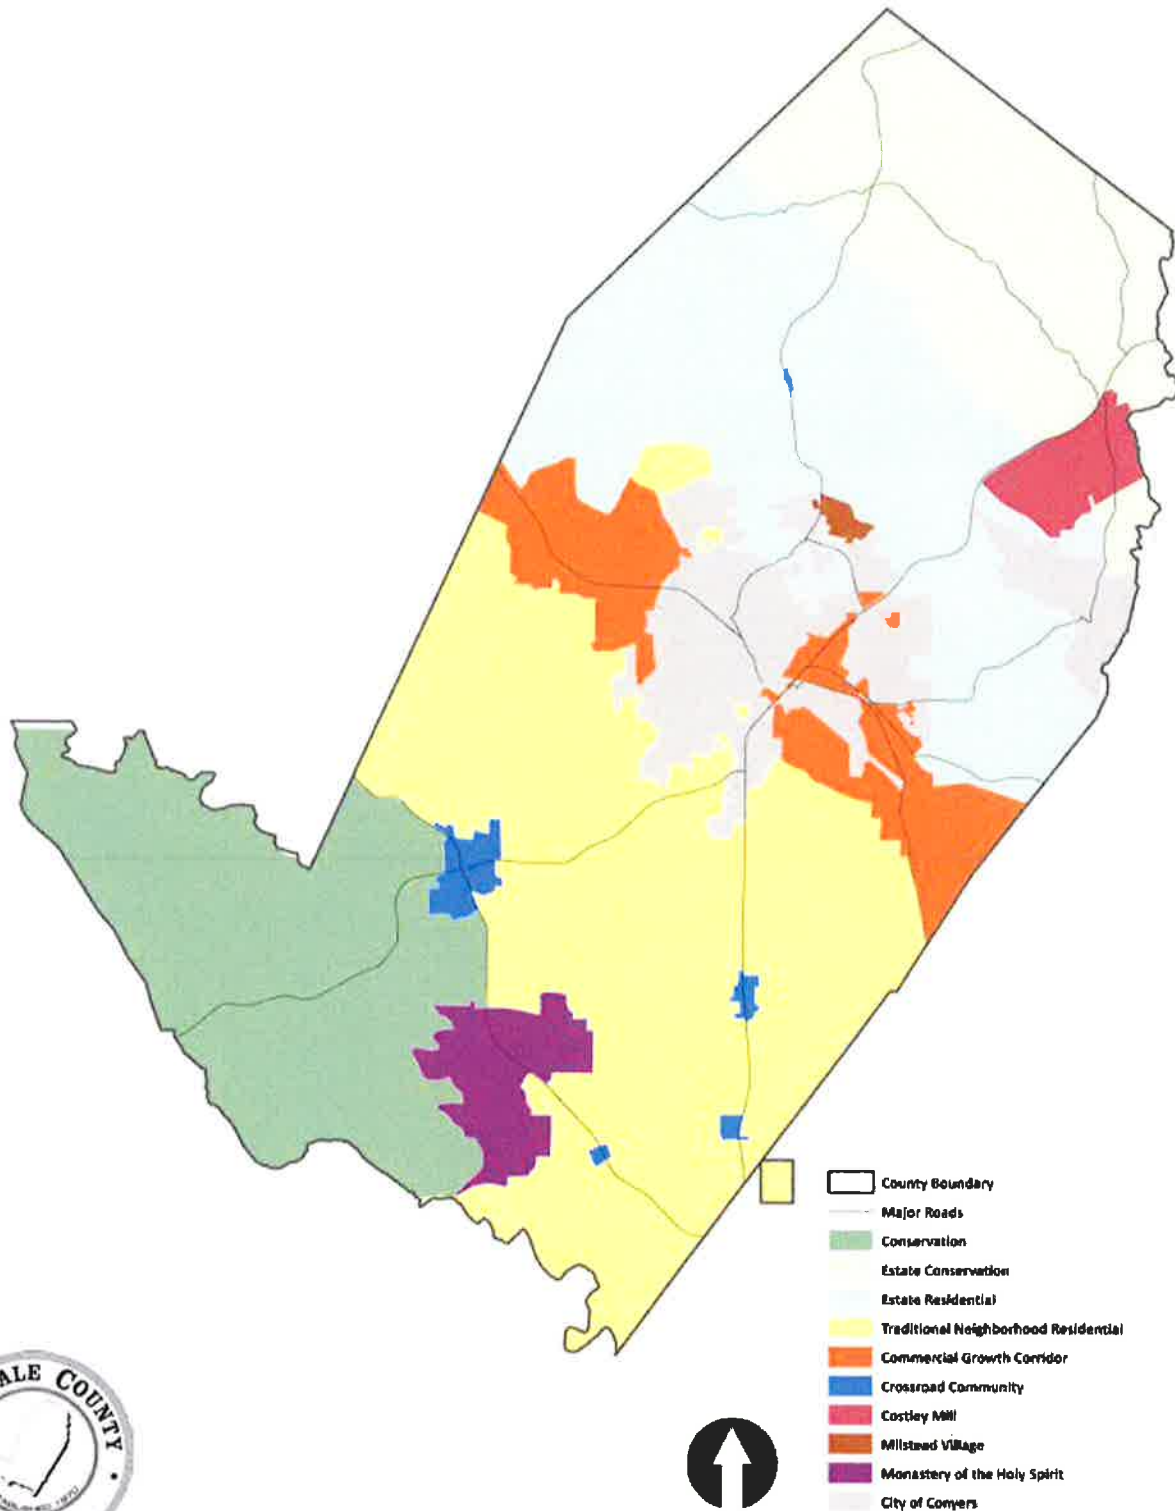 County Boundary
Major Roads
Conservation
Estate Conservation
Estate Residential
Traditional Neighborhood Residential
Commercial Growth Corridor
Crossroad Community
Costley Mill
Milstead Village
Monastery of the Holy Spirit
City of Conyers
ALE COUNTY